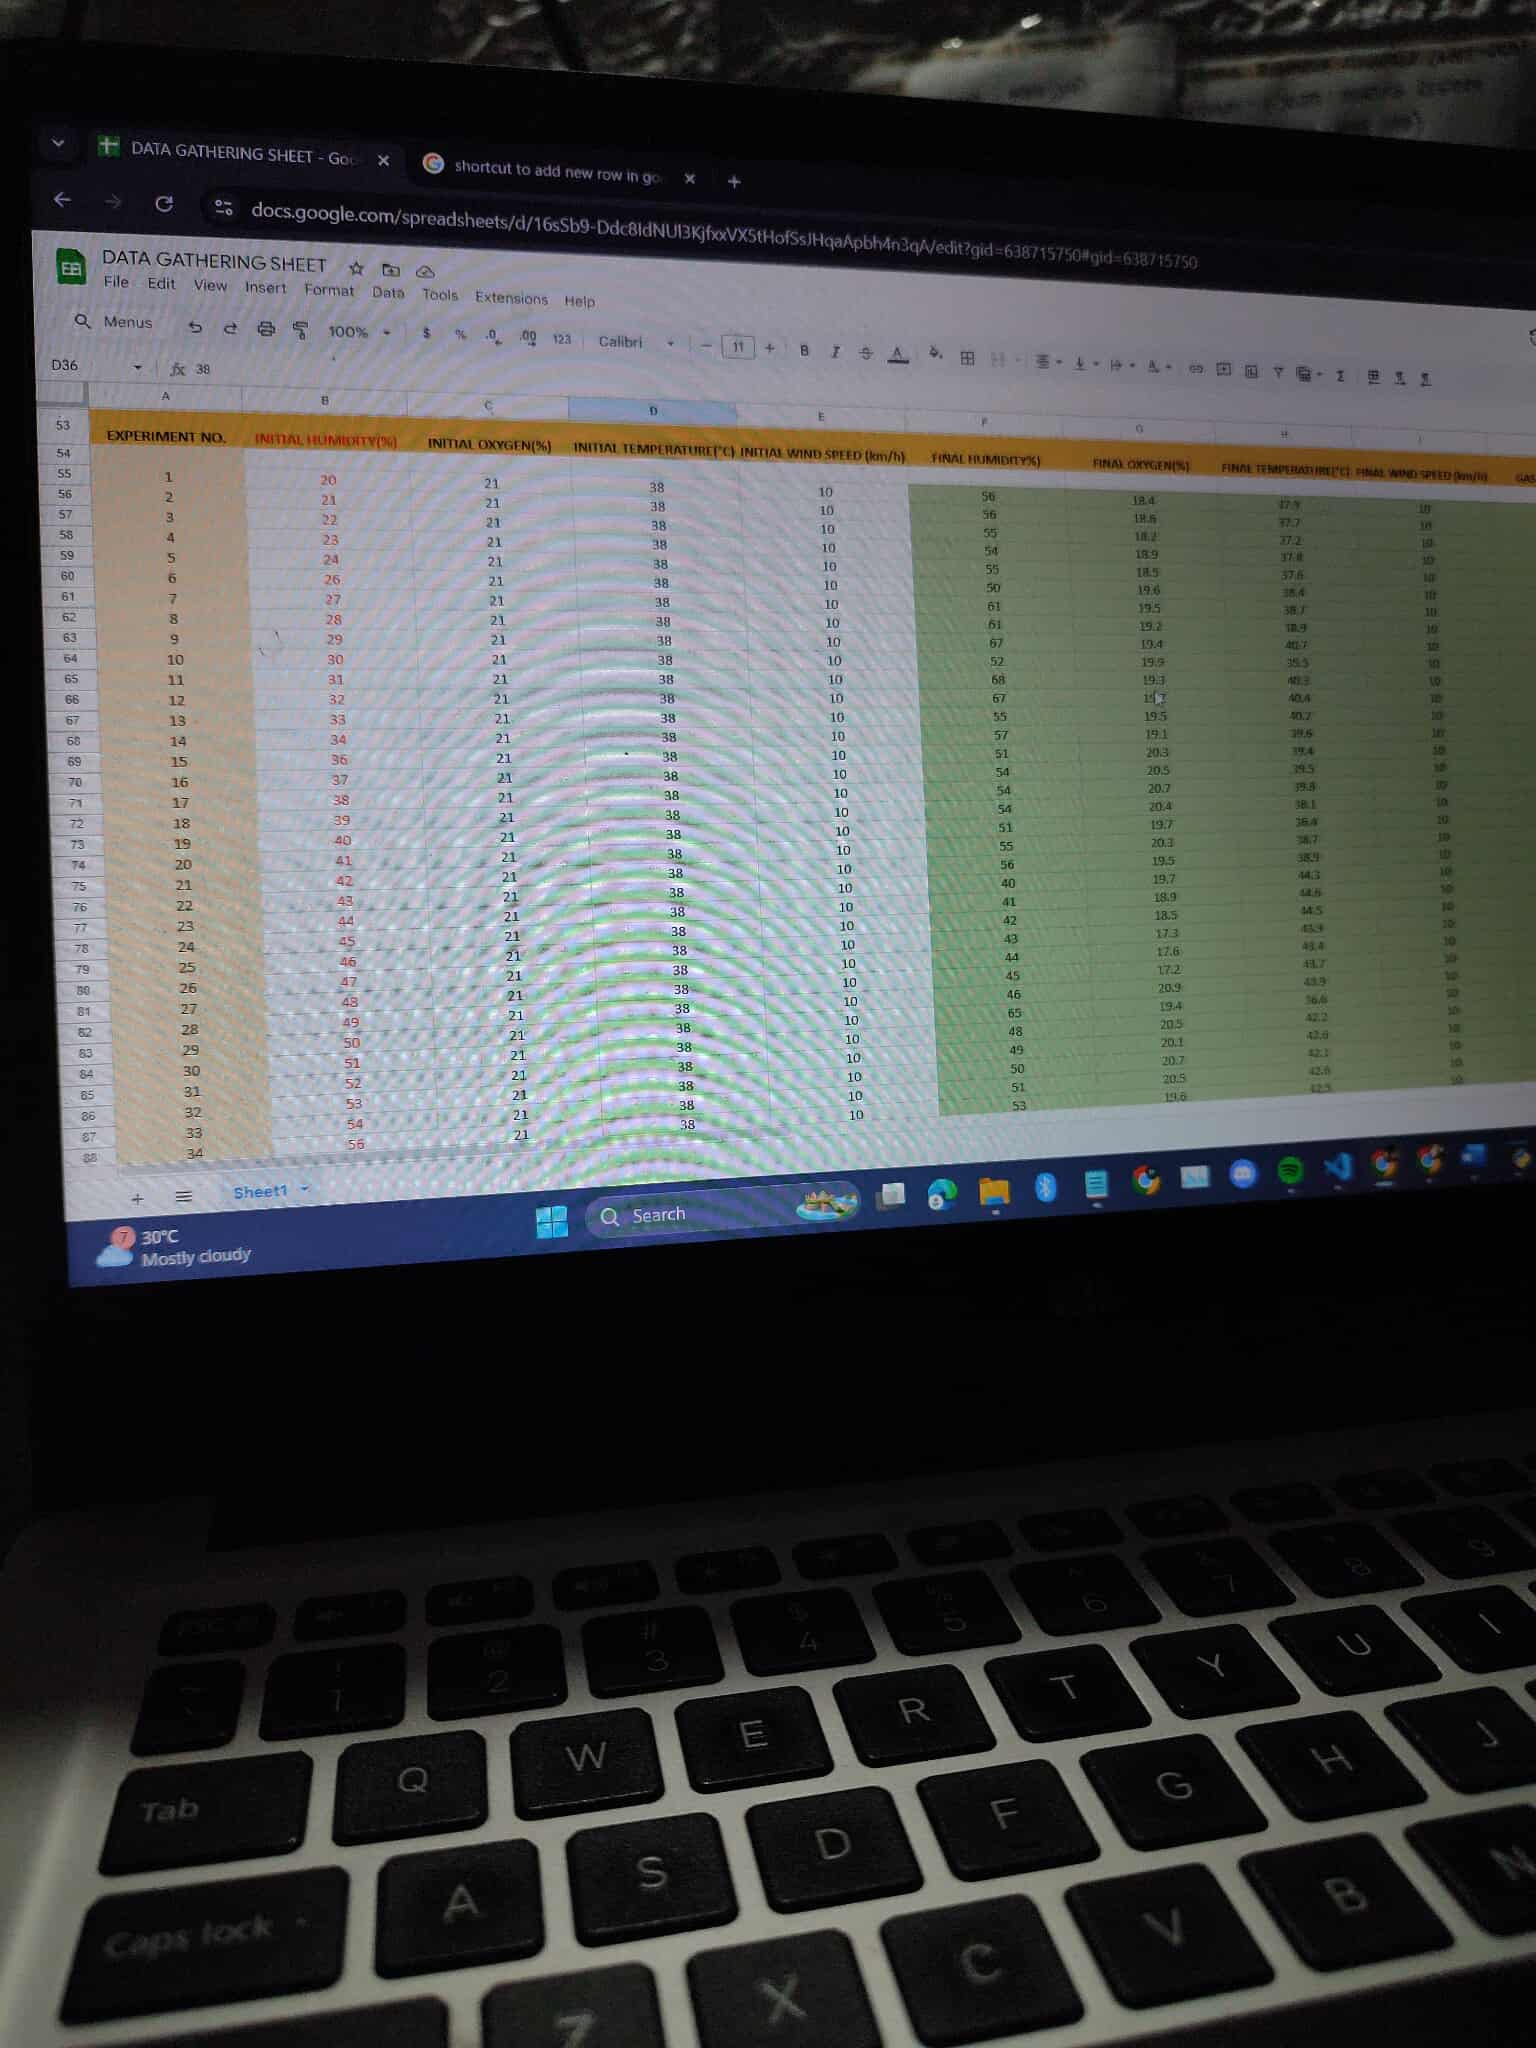 DATA GATHERING SHEET - Goo
shortcut to add new row in go
docs.google.com/spreadsheets/d/16sSb9-Ddc8IdNUl3KjfxxVX5tHofSsJHqaApbh4n3qA/edit?gid=638715750#gid=638715750
DATA GATHERING SHEET
File Edit View Insert Format Data Tools Extensions Help
Menus 100% $ % .0 .00 123 Calibri 11 B I S A
D36 fx 38
A B C D E F G H I
53 EXPERIMENT NO. INITIAL HUMIDITY(%) INITIAL OXYGEN(%) INITIAL TEMPERATURE(°C) INITIAL WIND SPEED (km/h) FINAL HUMIDITY%) FINAL OXYGEN(%) FINAL TEMPERATURE(°C) FINAL WIND SPEED (km/h) GAS
54
55 1 20 21 38 10 56 18.4 37.9 10
56 2 21 21 38 10 56 18.6 37.7 10
57 3 22 21 38 10 55 18.2 37.2 10
58 4 23 21 38 10 54 18.9 37.8 10
59 5 24 21 38 10 55 18.5 37.6 10
60 6 26 21 38 10 50 19.6 38.4 10
61 7 27 21 38 10 61 19.5 38.7 10
62 8 28 21 38 10 61 19.2 38.9 10
63 9 29 21 38 10 67 19.4 40.7 10
64 10 30 21 38 10 52 19.9 35.5 10
65 11 31 21 38 10 68 19.3 40.3 10
66 12 32 21 38 10 67 40.4 10
67 13 33 21 38 10 55 19.5 40.2 10
68 14 34 21 38 10 57 19.1 39.6 10
69 15 36 21 38 10 51 20.3 39.4 10
70 16 37 21 38 10 54 20.5 39.5 10
71 17 38 21 38 10 54 20.7 39.8 10
72 18 39 21 38 10 54 20.4 38.1 10
73 19 40 21 38 10 51 19.7 36.4 10
74 20 41 21 38 10 55 20.3 38.7 10
75 21 42 21 38 10 56 19.5 38.9 10
76 22 43 21 38 10 40 19.7 44.3 10
77 23 44 21 38 10 41 18.9 44.6 10
78 24 45 21 38 10 42 18.5 44.5 10
79 25 46 21 38 10 43 17.3 43.9 10
80 26 47 21 38 10 44 17.6 43.4 10
81 27 48 21 38 10 45 17.2 43.7 10
82 28 49 21 38 10 46 20.9 43.9 10
83 29 50 21 38 10 65 19.4 36.6 10
84 30 51 21 38 10 48 20.5 42.2 10
85 31 52 21 38 10 49 20.1 42.6 10
86 32 53 21 38 10 50 20.7 42.1 10
87 33 54 21 38 10 51 20.5 42.6 10
88 34 56 21 38 10 53 19.6 42.5 10
Sheet1
7 30°C
Mostly cloudy
Search
# 3 $ 4 5 6 7 8 9
1 2
Q W E R T Y U I
Tab
A S D F G H J
Caps lock
Z X C V B N